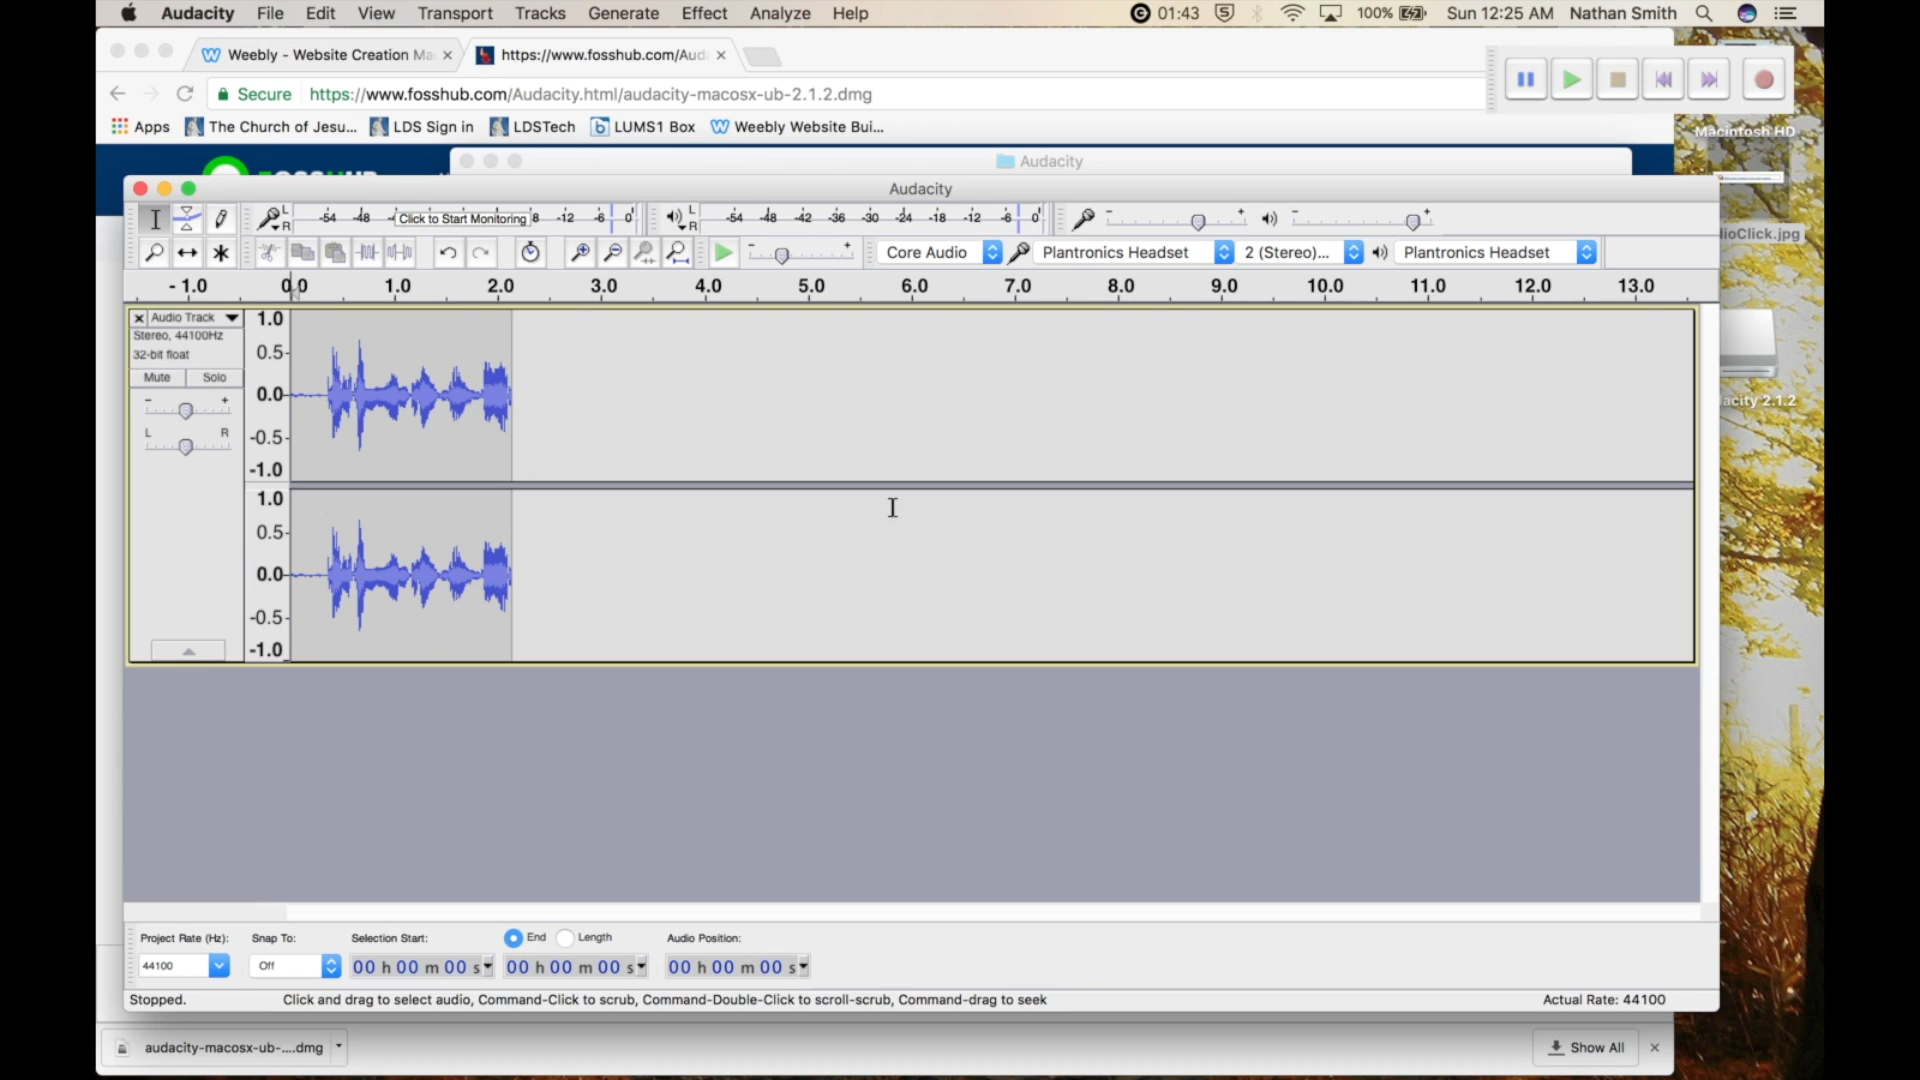 Audacity File Edit View Transport Tracks Generate Effect Analyze Help 01:43 100% Sun 12:25 AM Nathan Smith
Weebly - Website Creation Ma × https://www.fosshub.com/Aud ×
Secure https://www.fosshub.com/Audacity.html/audacity-macosx-ub-2.1.2.dmg
Apps The Church of Jesu... LDS Sign in LDSTech LUMS1 Box Weebly Website Bui...
Macintosh HD
Audacity
Audacity
L R -54 -48 Click to Start Monitoring 8 -12 -6 0 L R -54 -48 -42 -36 -30 -24 -18 -12 -6 0 - + - +
ioClick.jpg
- + Core Audio Plantronics Headset 2 (Stereo)... Plantronics Headset
-1.0 0.0 1.0 2.0 3.0 4.0 5.0 6.0 7.0 8.0 9.0 10.0 11.0 12.0 13.0
× Audio Track 1.0
Stereo, 44100Hz
32-bit float 0.5
Mute Solo
- + 0.0
L R -0.5
-1.0
1.0
0.5
0.0
-0.5
-1.0
acity 2.1.2
Project Rate (Hz): Snap To: Selection Start: End Length Audio Position:
44100 Off 00 h 00 m 00 s 00 h 00 m 00 s 00 h 00 m 00 s
Stopped. Click and drag to select audio, Command-Click to scrub, Command-Double-Click to scroll-scrub, Command-drag to seek Actual Rate: 44100
audacity-macosx-ub-....dmg Show All ×